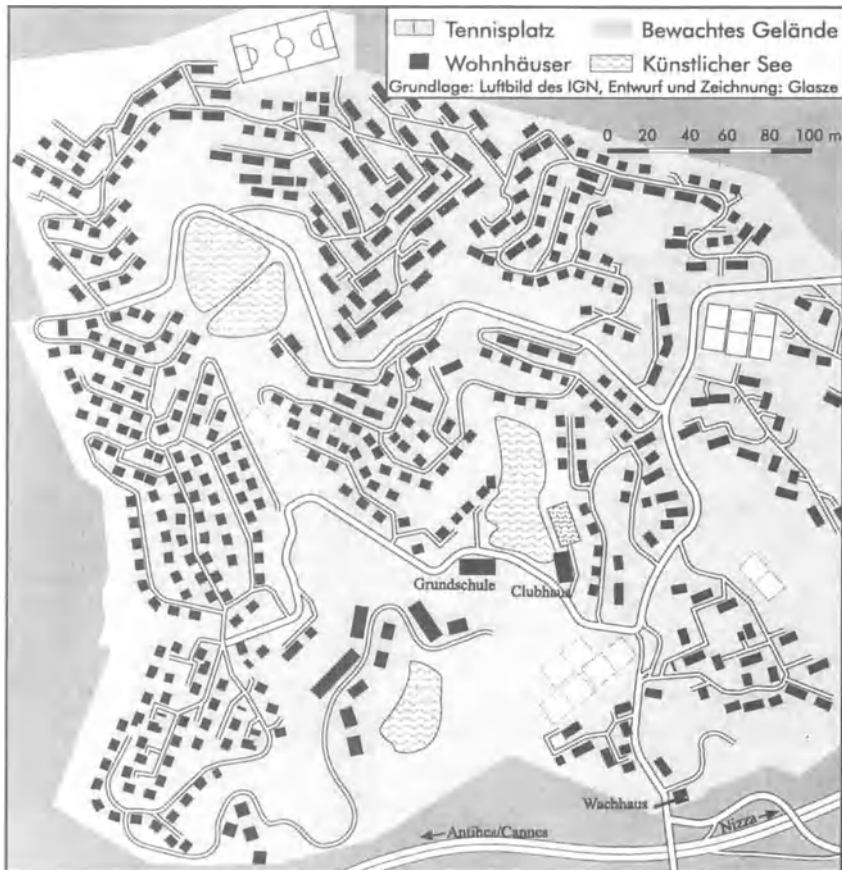 Tennisplatz
Bewachtes Gelände
Wohnhäuser
Künstlicher See
Grundlage: Luftbild des IGN, Entwurf und Zeichnung: Glasze
0 20 40 60 80 100 m
Grundschule
Clubhaus
Wachhaus
Antibes/Cannes
Nizza